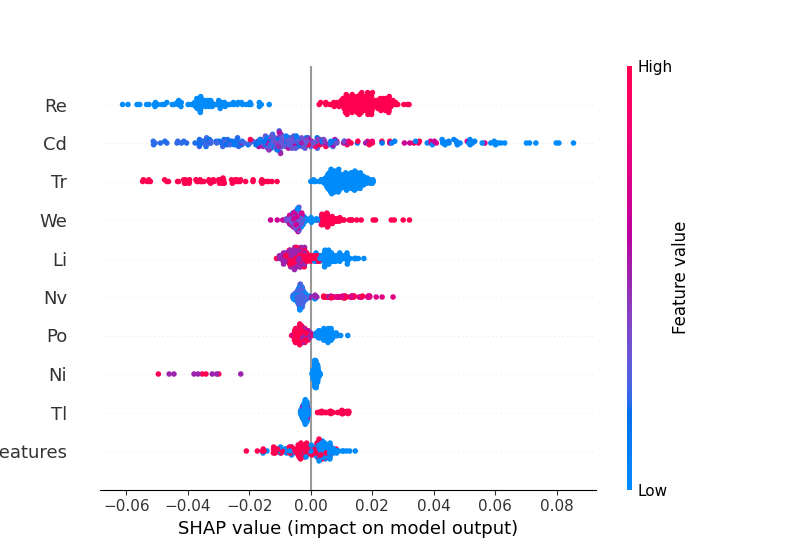 High
Re
Cd
Tr
We
Li
Nv
Po
Ni
Tl
eatures
Low
Feature value
−0.06 −0.04 −0.02 0.00 0.02 0.04 0.06 0.08
SHAP value (impact on model output)